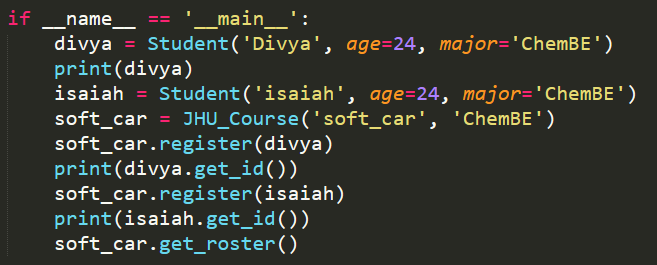 if __name__ == '__main__':
    divya = Student('Divya', age=24, major='ChemBE')
    print(divya)
    isaiah = Student('isaiah', age=24, major='ChemBE')
    soft_car = JHU_Course('soft_car', 'ChemBE')
    soft_car.register(divya)
    print(divya.get_id())
    soft_car.register(isaiah)
    print(isaiah.get_id())
    soft_car.get_roster()